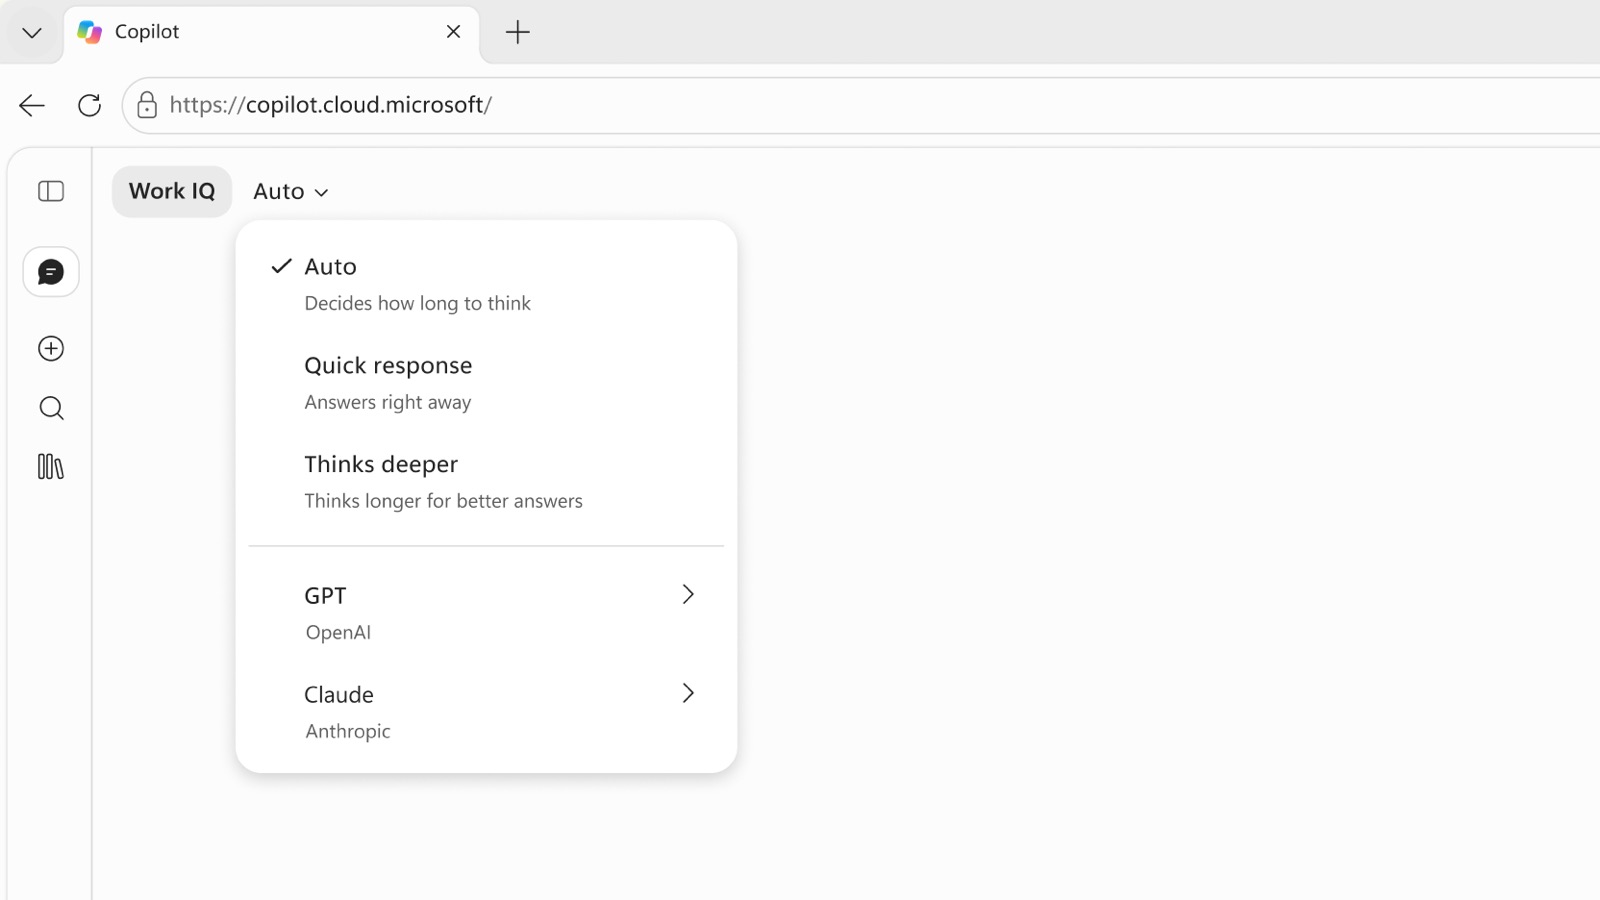 Copilot
https://copilot.cloud.microsoft/
Work IQ
Auto
Auto
Decides how long to think
Quick response
Answers right away
Thinks deeper
Thinks longer for better answers
GPT
OpenAI
Claude
Anthropic